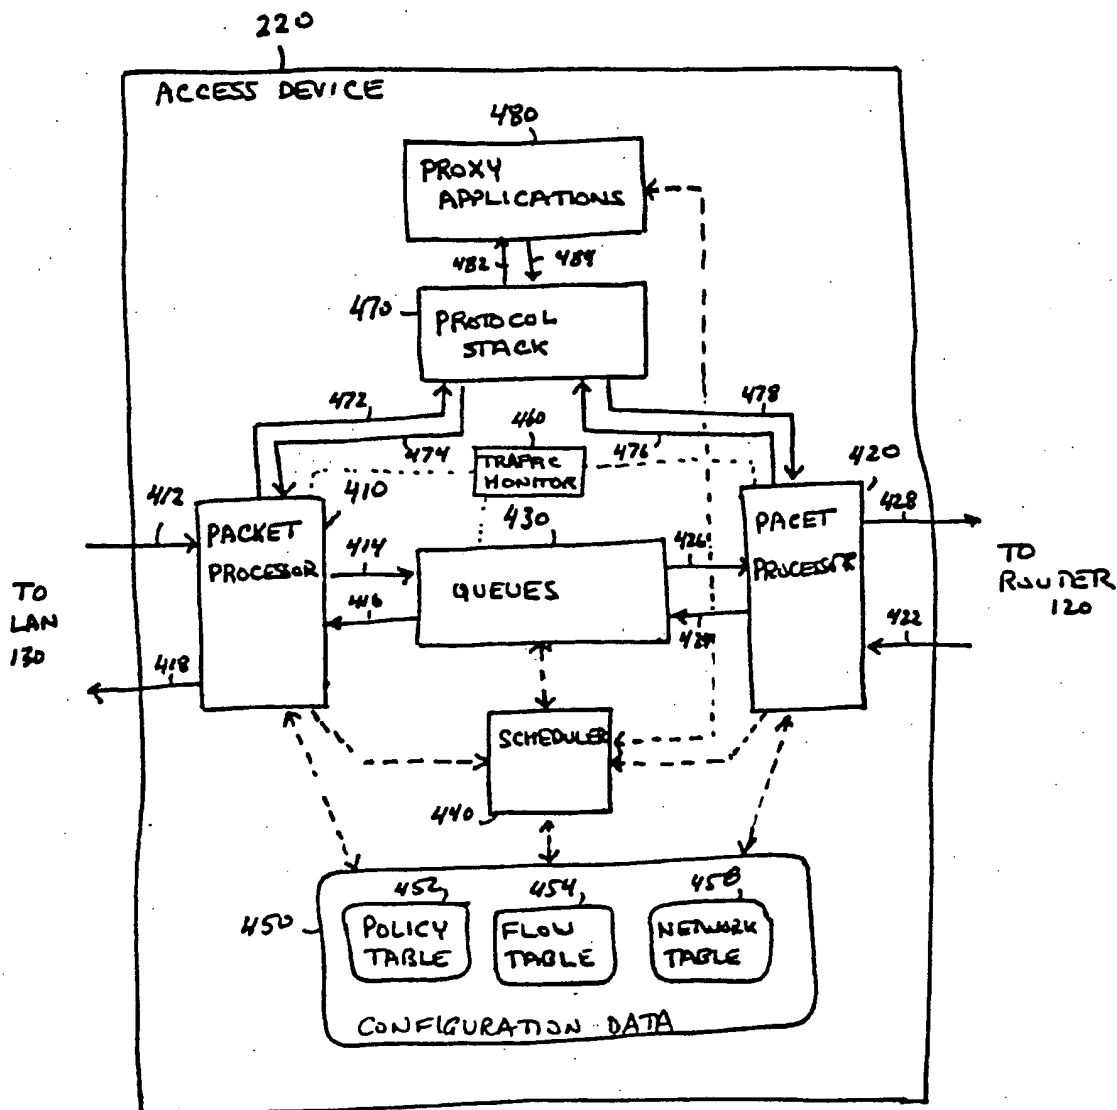 220
ACCESS DEVICE
480
PROXY
APPLICATIONS
482
484
470
PROTOCOL
STACK
472
478
474
460
476
TRAFFIC
MONITOR
412
410
420
428
PACKET
PROCESSOR
430
PACET
PROCESSOR
414
426
QUEUES
416
424
TO
LAN
130
TO
ROUTER
120
422
418
SCHEDULER
440
450
452
454
458
POLICY
TABLE
FLOW
TABLE
NETWORK
TABLE
CONFIGURATION DATA